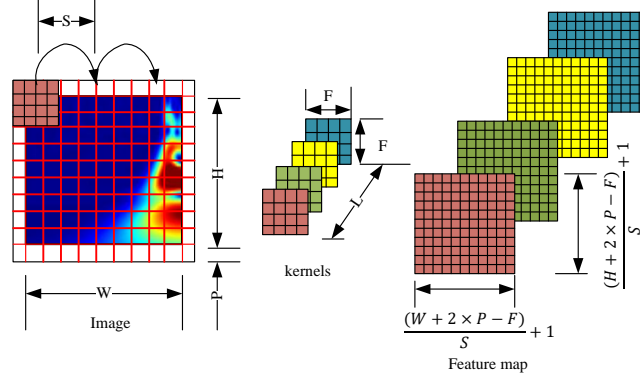 S
H
P
W
Image
F
F
L
kernels
(H + 2 × P − F)
S
+ 1
(W + 2 × P − F)
S
+ 1
Feature map